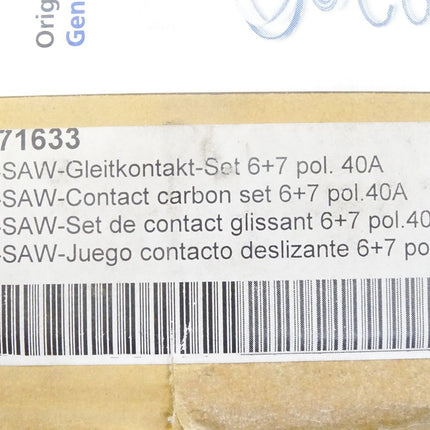 Orig
Gen
71633
-SAW-Gleitkontakt-Set 6+7 pol. 40A
-SAW-Contact carbon set 6+7 pol.40A
-SAW-Set de contact glissant 6+7 pol.40
-SAW-Juego contacto deslizante 6+7 po